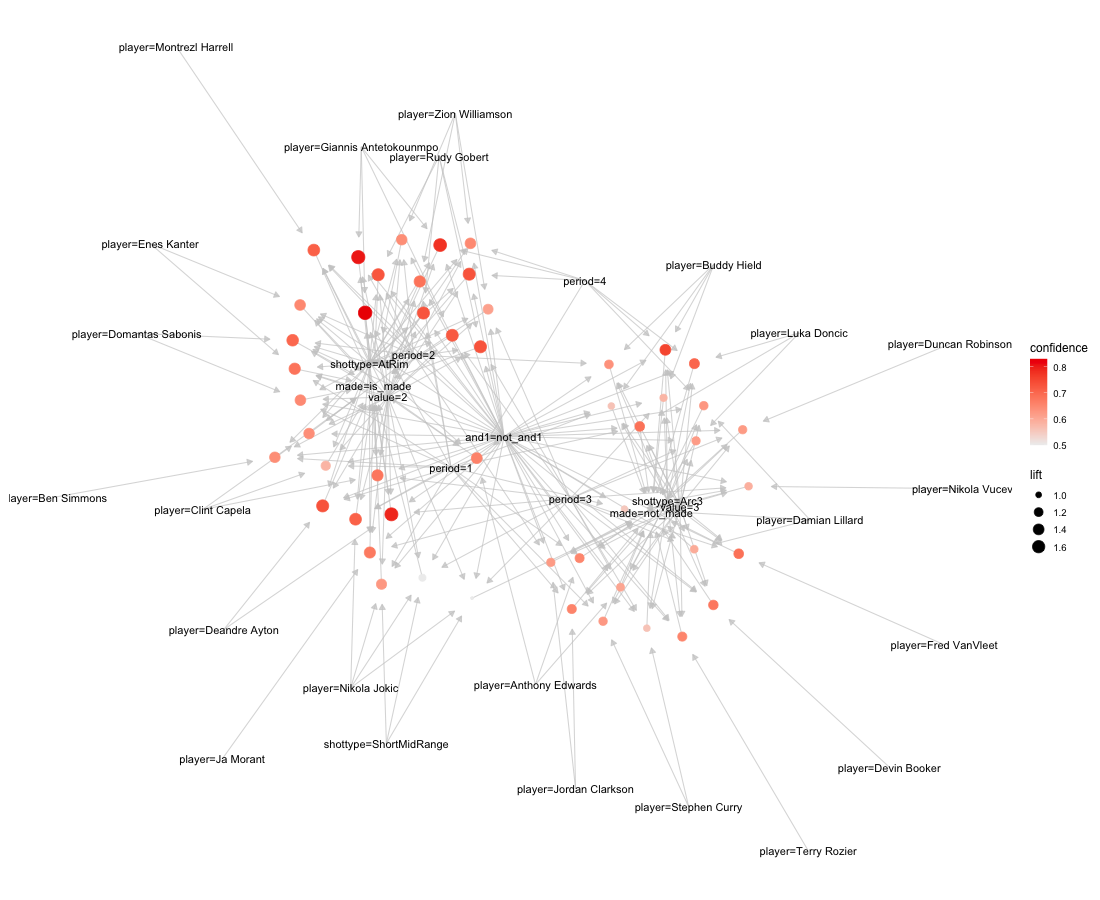 player=Montrezl Harrell
player=Zion Williamson
player=Giannis Antetokounmpo
player=Rudy Gobert
player=Enes Kanter
player=Buddy Hield
period=4
player=Domantas Sabonis
player=Luka Doncic
player=Duncan Robinson
confidence
period=2
shottype=AtRim
0.8
made=is_made
0.7
value=2
0.6
and1=not_and1
0.5
period=1
lift
layer=Ben Simmons
player=Nikola Vucev
1.0
period=3
shottype=Arc3
value=3
player=Clint Capela
1.2
made=not_made
player=Damian Lillard
1.4
1.6
player=Deandre Ayton
player=Fred VanVleet
player=Nikola Jokic
player=Anthony Edwards
shottype=ShortMidRange
player=Ja Morant
player=Devin Booker
player=Jordan Clarkson
player=Stephen Curry
player=Terry Rozier